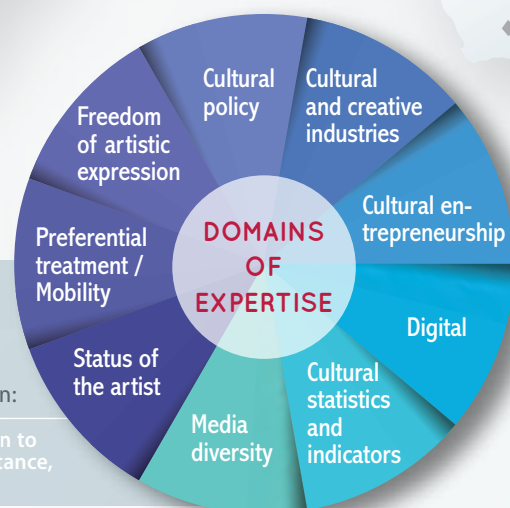 Cultural
policy
Cultural
and creative
industries
Cultural en-
trepreneurship
Digital
Cultural
statistics
and
indicators
Media
diversity
Status of
the artist
Preferential
treatment /
Mobility
Freedom
of artistic
expression
DOMAINS
OF
EXPERTISE
n:
n to
tance,